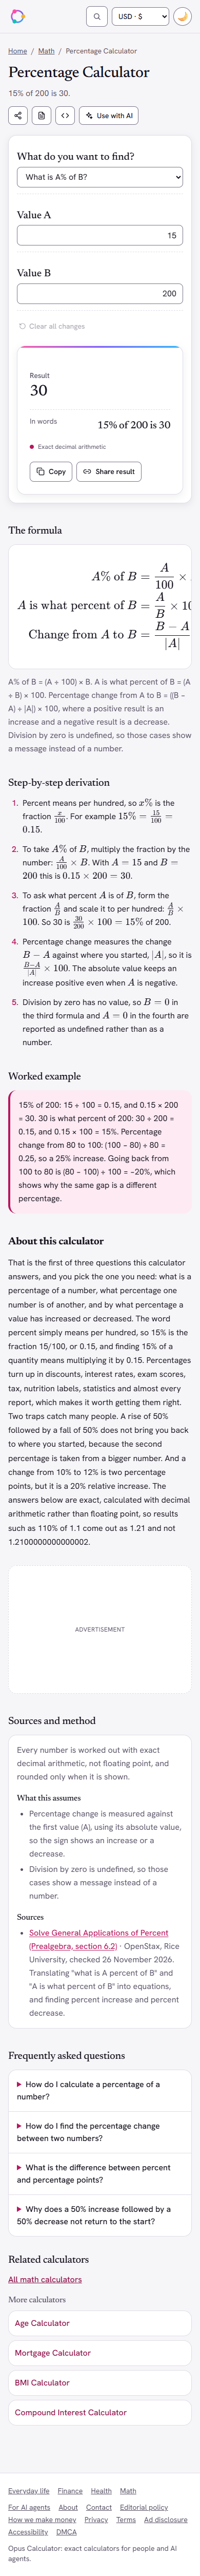 USD · $
Home / Math / Percentage Calculator
Percentage Calculator
15% of 200 is 30.
Use with AI
What do you want to find?
What is A% of B?
Value A
15
Value B
200
Clear all changes
Result
30
In words
15% of 200 is 30
Exact decimal arithmetic
Copy
Share result
The formula
A% of B = A/100 ×
A is what percent of B = A/B × 10
Change from A to B = B − A/|A|
A% of B = (A ÷ 100) × B. A is what percent of B = (A
÷ B) × 100. Percentage change from A to B = ((B −
A) ÷ |A|) × 100, where a positive result is an
increase and a negative result is a decrease.
Division by zero is undefined, so those cases show
a message instead of a number.
Step-by-step derivation
1. Percent means per hundred, so x% is the
fraction x/100. For example 15% = 15/100 =
0.15.
2. To take A% of B, multiply the fraction by the
number: A/100 × B. With A = 15 and B =
200 this is 0.15 × 200 = 30.
3. To ask what percent A is of B, form the
fraction A/B and scale it to per hundred: A/B ×
100. So 30 is 30/200 × 100 = 15% of 200.
4. Percentage change measures the change
B − A against where you started, |A|, so it is
B−A/|A| × 100. The absolute value keeps an
increase positive even when A is negative.
5. Division by zero has no value, so B = 0 in
the third formula and A = 0 in the fourth are
reported as undefined rather than as a
number.
Worked example
15% of 200: 15 ÷ 100 = 0.15, and 0.15 × 200
= 30. 30 is what percent of 200: 30 ÷ 200 =
0.15, and 0.15 × 100 = 15%. Percentage
change from 80 to 100: (100 − 80) ÷ 80 =
0.25, so a 25% increase. Going back from
100 to 80 is (80 − 100) ÷ 100 = −20%, which
shows why the same gap is a different
percentage.
About this calculator
That is the first of three questions this calculator
answers, and you pick the one you need: what is a
percentage of a number, what percentage one
number is of another, and by what percentage a
value has increased or decreased. The word
percent simply means per hundred, so 15% is the
fraction 15/100, or 0.15, and finding 15% of a
quantity means multiplying it by 0.15. Percentages
turn up in discounts, interest rates, exam scores,
tax, nutrition labels, statistics and almost every
report, which makes it worth getting them right.
Two traps catch many people. A rise of 50%
followed by a fall of 50% does not bring you back
to where you started, because the second
percentage is taken from a bigger number. And a
change from 10% to 12% is two percentage
points, but it is a 20% relative increase. The
answers below are exact, calculated with decimal
arithmetic rather than floating point, so results
such as 110% of 1.1 come out as 1.21 and not
1.2100000000000002.
ADVERTISEMENT
Sources and method
Every number is worked out with exact
decimal arithmetic, not floating point, and
rounded only when it is shown.
What this assumes
• Percentage change is measured against
the first value (A), using its absolute value,
so the sign shows an increase or a
decrease.
• Division by zero is undefined, so those
cases show a message instead of a
number.
Sources
• Solve General Applications of Percent
(Prealgebra, section 6.2) · OpenStax, Rice
University, checked 26 November 2026.
Translating "what is A percent of B" and
"A is what percent of B" into equations,
and finding percent increase and percent
decrease.
Frequently asked questions
How do I calculate a percentage of a
number?
How do I find the percentage change
between two numbers?
What is the difference between percent
and percentage points?
Why does a 50% increase followed by a
50% decrease not return to the start?
Related calculators
All math calculators
More calculators
Age Calculator
Mortgage Calculator
BMI Calculator
Compound Interest Calculator
Everyday life Finance Health Math
For AI agents About Contact Editorial policy
How we make money Privacy Terms Ad disclosure
Accessibility DMCA
Opus Calculator: exact calculators for people and AI
agents.